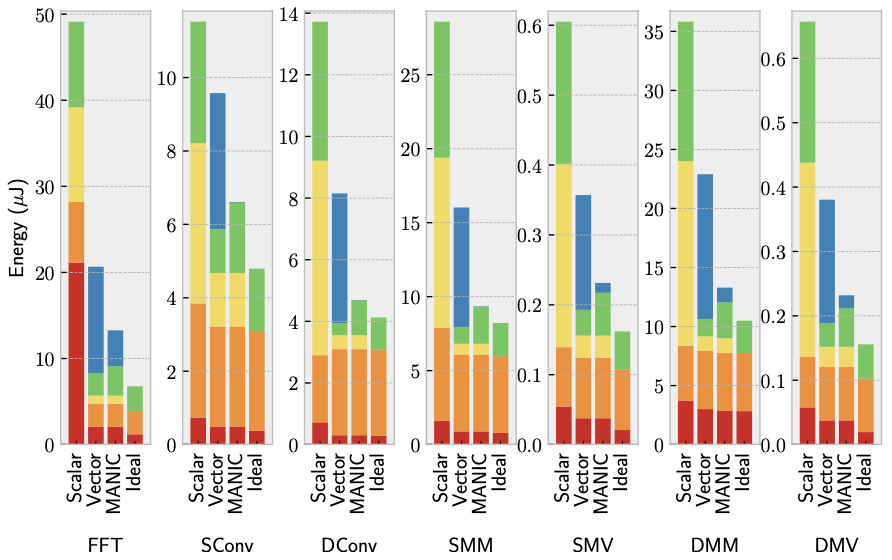 Energy (μJ)
50
40
30
20
10
0
Scalar
Vector
MANIC
Ideal
FFT
10
8
6
4
2
0
Scalar
Vector
MANIC
Ideal
SConv
14
12
10
8
6
4
2
0
Scalar
Vector
MANIC
Ideal
DConv
25
20
15
10
5
0
Scalar
Vector
MANIC
Ideal
SMM
0.6
0.5
0.4
0.3
0.2
0.1
0.0
Scalar
Vector
MANIC
Ideal
SMV
35
30
25
20
15
10
5
0
Scalar
Vector
MANIC
Ideal
DMM
0.6
0.5
0.4
0.3
0.2
0.1
0.0
Scalar
Vector
MANIC
Ideal
DMV